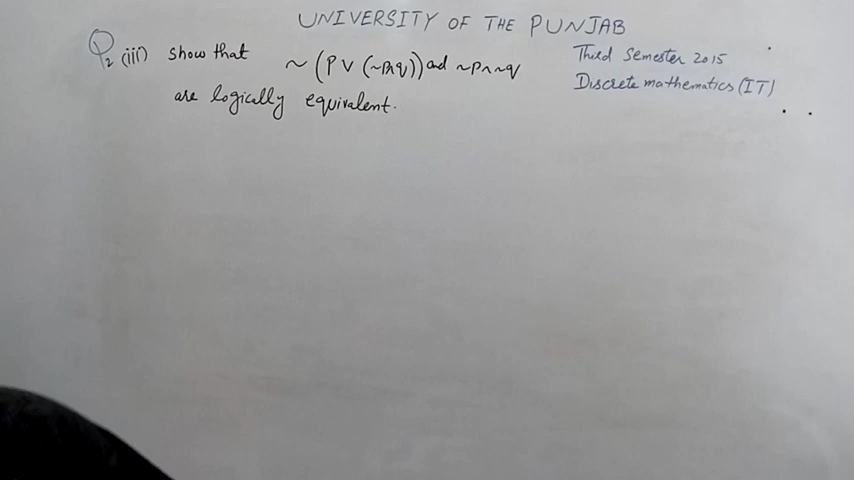 UNIVERSITY OF THE PUNJAB
Third Semester 2015
Discrete mathematics (IT)
Q2 (iii) show that ~(P ∨ (~p∧q)) and ~p∧~q
are logically equivalent.